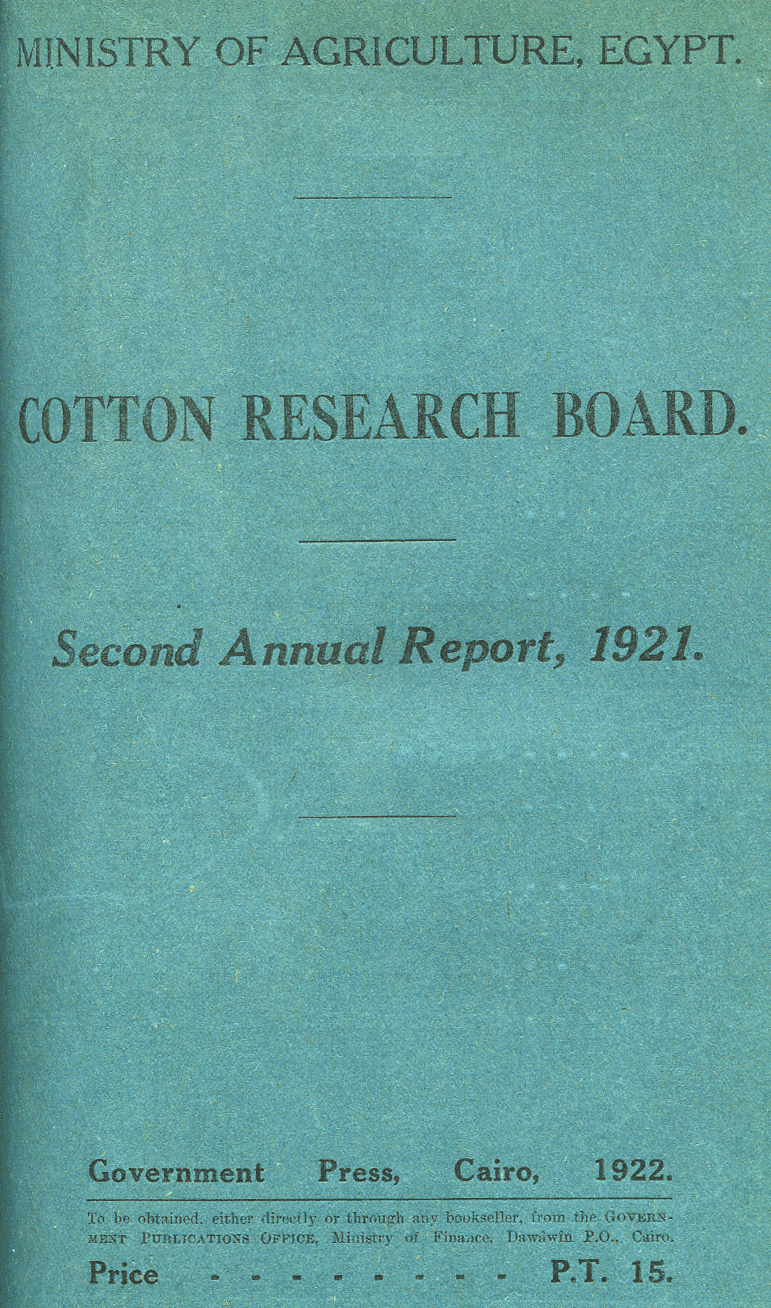 MINISTRY OF AGRICULTURE, EGYPT.
COTTON RESEARCH BOARD.
Second Annual Report, 1921.
Government Press, Cairo, 1922.
To be obtained, either directly or through any bookseller, from the GOVERN-
MENT PUBLICATIONS OFFICE, Ministry of Finance, Dawâwîn P.O., Cairo.
Price - - - - - - - - P.T. 15.